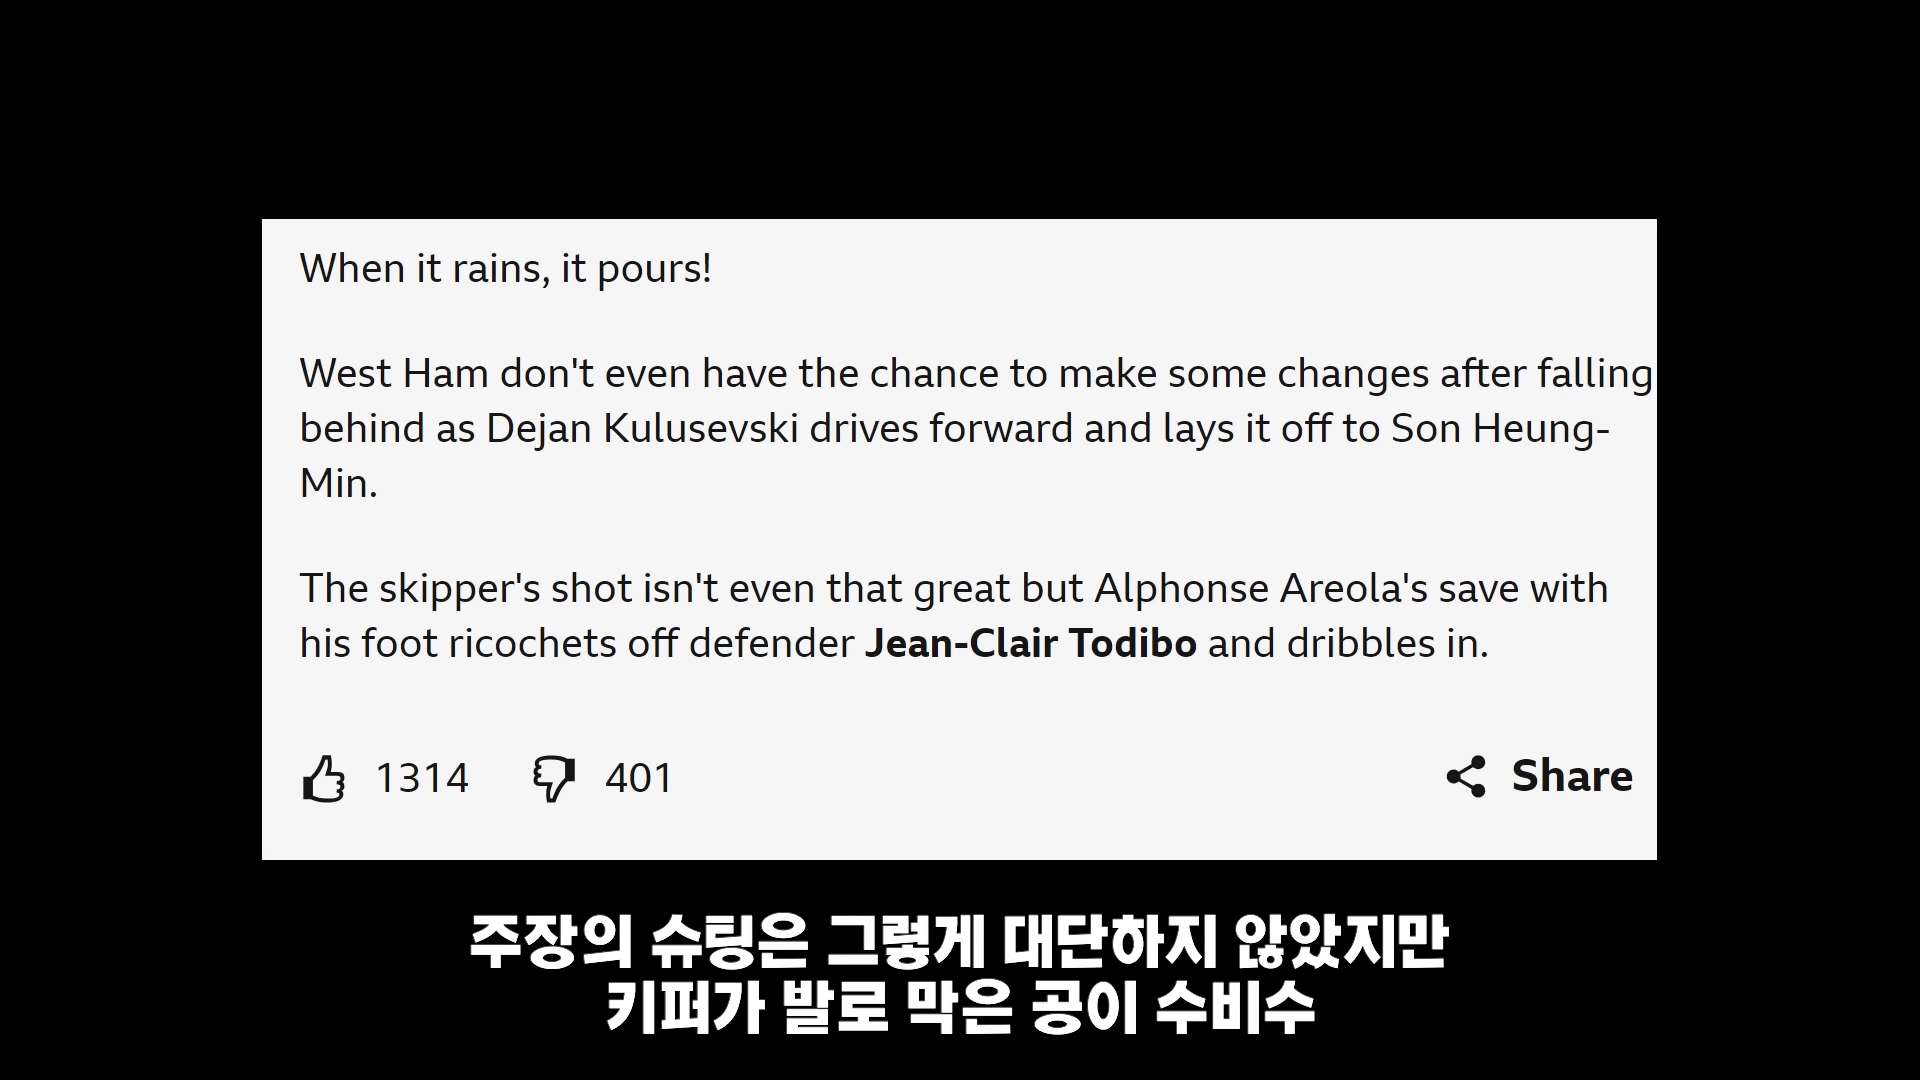 When it rains, it pours!
West Ham don't even have the chance to make some changes after falling
behind as Dejan Kulusevski drives forward and lays it off to Son Heung-
Min.
The skipper's shot isn't even that great but Alphonse Areola's save with
his foot ricochets off defender Jean-Clair Todibo and dribbles in.
1314 401 Share
주장의 슈팅은 그렇게 대단하지 않았지만
키퍼가 발로 막은 공이 수비수